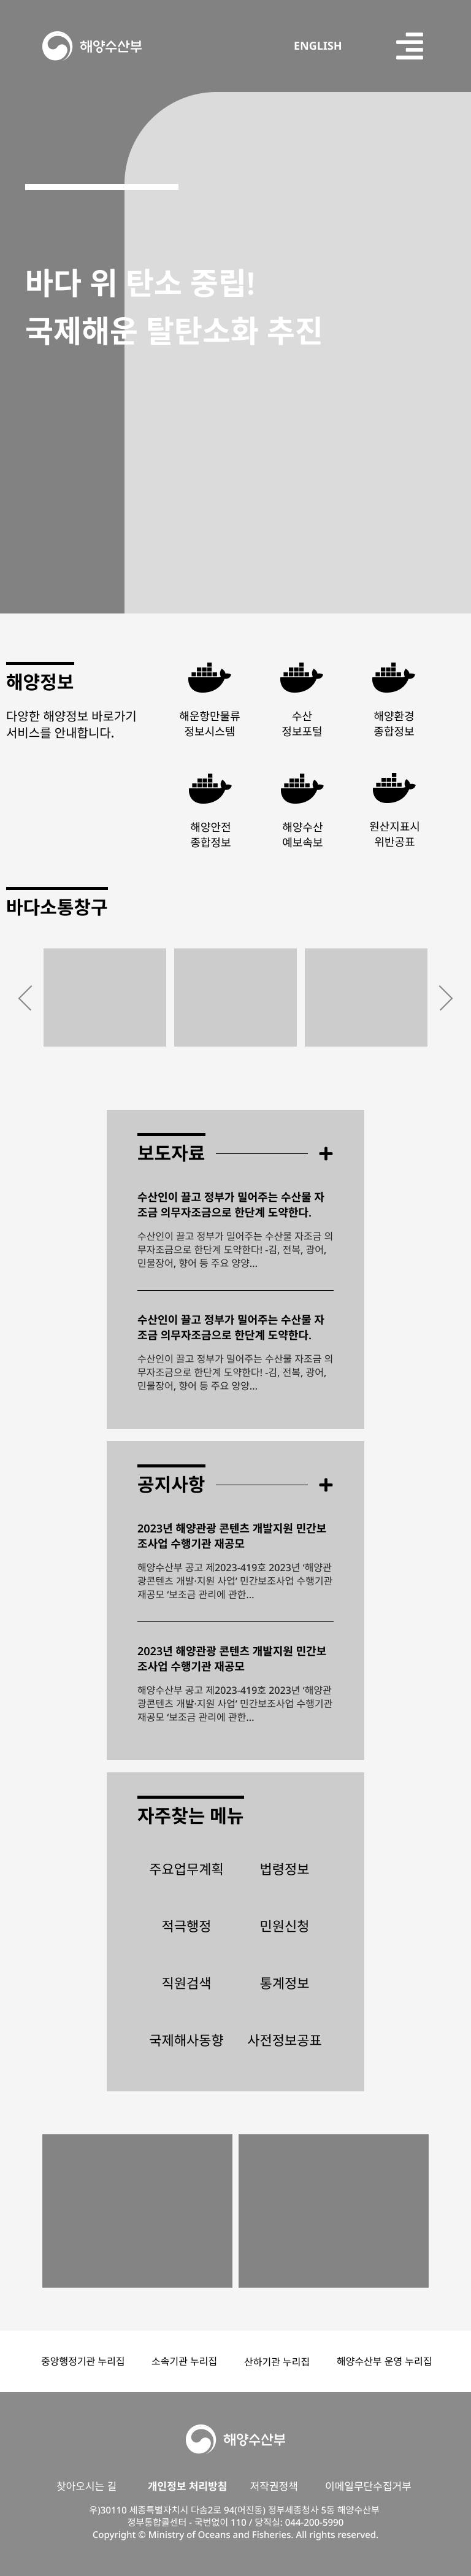 해양수산부
ENGLISH
바다 위 탄소 중립!
국제해운 탈탄소화 추진
해양정보
다양한 해양정보 바로가기
서비스를 안내합니다.
해운항만물류
정보시스템
수산
정보포털
해양환경
종합정보
해양안전
종합정보
해양수산
예보속보
원산지표시
위반공표
바다소통창구
보도자료
수산인이 끌고 정부가 밀어주는 수산물 자
조금 의무자조금으로 한단계 도약한다.
수산인이 끌고 정부가 밀어주는 수산물 자조금 의
무자조금으로 한단계 도약한다! -김, 전복, 광어,
민물장어, 향어 등 주요 양양...
수산인이 끌고 정부가 밀어주는 수산물 자
조금 의무자조금으로 한단계 도약한다.
수산인이 끌고 정부가 밀어주는 수산물 자조금 의
무자조금으로 한단계 도약한다! -김, 전복, 광어,
민물장어, 향어 등 주요 양양...
공지사항
2023년 해양관광 콘텐츠 개발지원 민간보
조사업 수행기관 재공모
해양수산부 공고 제2023-419호 2023년 ‘해양관
광콘텐츠 개발·지원 사업’ 민간보조사업 수행기관
재공모 ‘보조금 관리에 관한...
2023년 해양관광 콘텐츠 개발지원 민간보
조사업 수행기관 재공모
해양수산부 공고 제2023-419호 2023년 ‘해양관
광콘텐츠 개발·지원 사업’ 민간보조사업 수행기관
재공모 ‘보조금 관리에 관한...
자주찾는 메뉴
주요업무계획 법령정보
적극행정 민원신청
직원검색 통계정보
국제해사동향 사전정보공표
중앙행정기관 누리집 소속기관 누리집 산하기관 누리집 해양수산부 운영 누리집
해양수산부
찾아오시는 길 개인정보 처리방침 저작권정책 이메일무단수집거부
우)30110 세종특별자치시 다솜2로 94(어진동) 정부세종청사 5동 해양수산부
정부통합콜센터 - 국번없이 110 / 당직실: 044-200-5990
Copyright © Ministry of Oceans and Fisheries. All rights reserved.